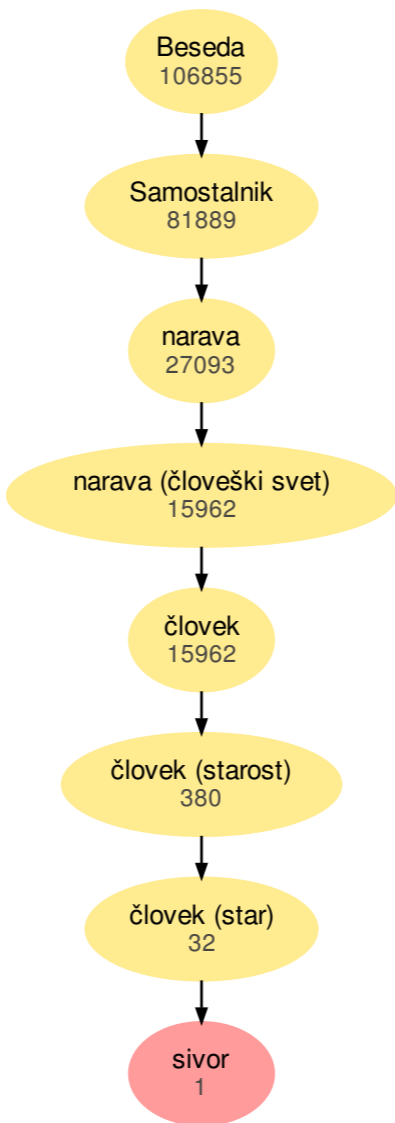 Beseda
106855
Samostalnik
81889
narava
27093
narava (človeški svet)
15962
človek
15962
človek (starost)
380
človek (star)
32
sivor
1